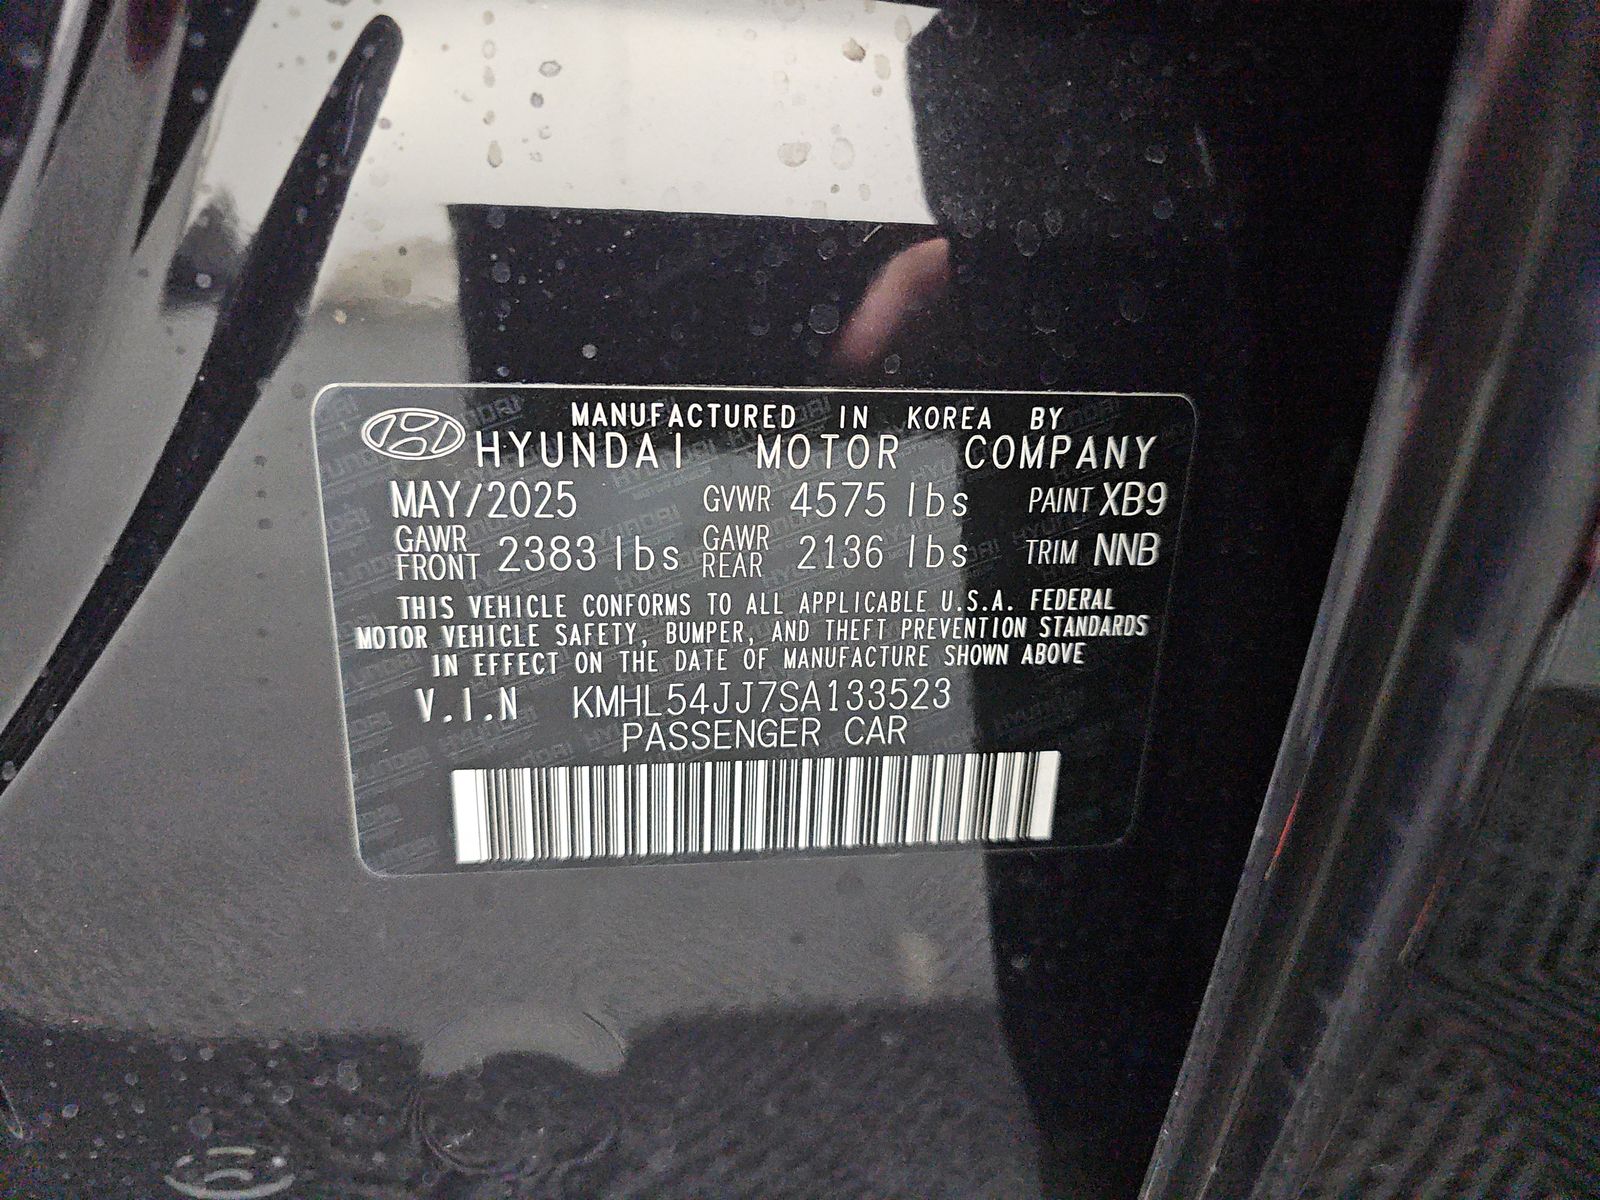 MANUFACTURED IN KOREA BY
HYUNDAI MOTOR COMPANY
MAY/2025 GVWR 4575 lbs PAINT XB9
GAWR FRONT 2383 lbs GAWR REAR 2136 lbs TRIM NNB
THIS VEHICLE CONFORMS TO ALL APPLICABLE U.S.A. FEDERAL
MOTOR VEHICLE SAFETY, BUMPER, AND THEFT PREVENTION STANDARDS
IN EFFECT ON THE DATE OF MANUFACTURE SHOWN ABOVE
V.I.N KMHL54JJ7SA133523
PASSENGER CAR